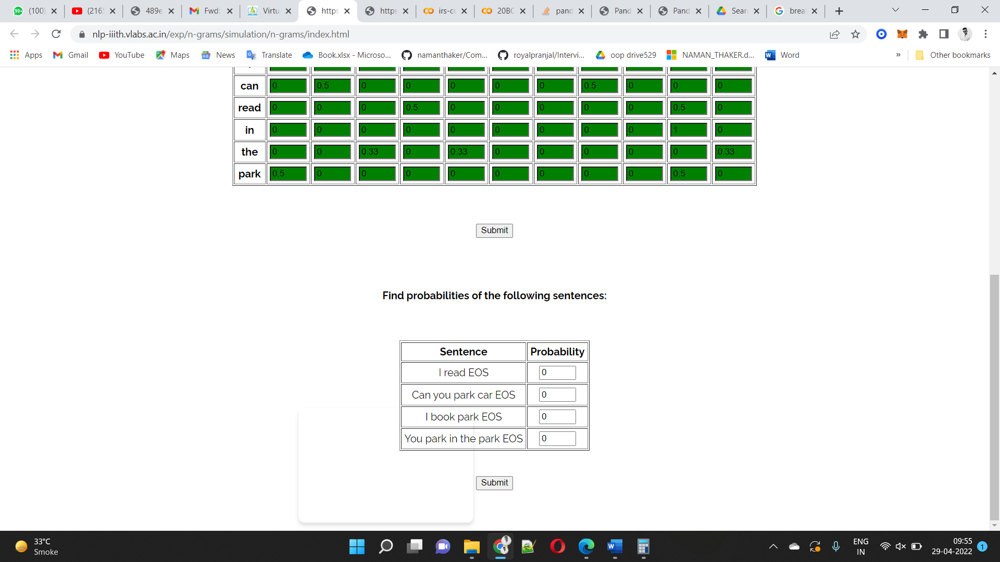 99+ (100) (216! 489e Fwd: Virtu https https irs-cc 20BC pand Pand Pand Sear brea
nlp-iiith.vlabs.ac.in/exp/n-grams/simulation/n-grams/index.html
Apps Gmail YouTube Maps News Translate Book.xlsx - Microso... namanthaker/Com... royalpranjal/Intervi... oop drive529 NAMAN_THAKER.d... Word » Other bookmarks
can 0 0.5 0 0 0 0 0 0.5 0 0 0
read 0 0 0 0.5 0 0 0 0 0 0.5 0
in 0 0 0 0 0 0 0 0 0 1 0
the 0 0 0.33 0 0.33 0 0 0 0 0 0.33
park 0.5 0 0 0 0 0 0 0 0 0.5 0
Submit
Find probabilities of the following sentences:
Sentence Probability
I read EOS 0
Can you park car EOS 0
I book park EOS 0
You park in the park EOS 0
Submit
33°C
Smoke
ENG
IN
09:55
29-04-2022
1